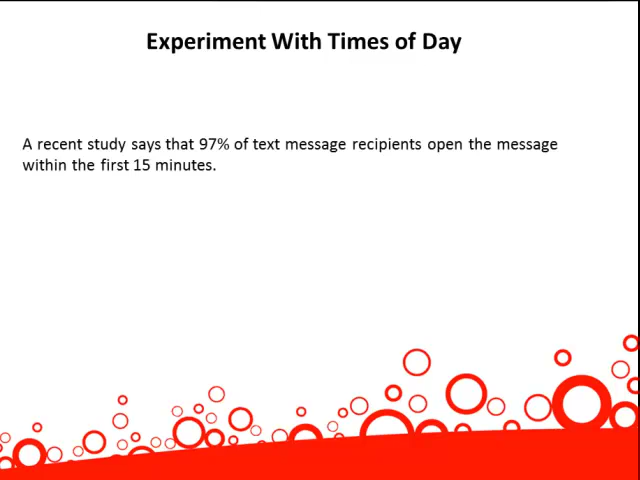 Experiment With Times of Day
A recent study says that 97% of text message recipients open the message
within the first 15 minutes.